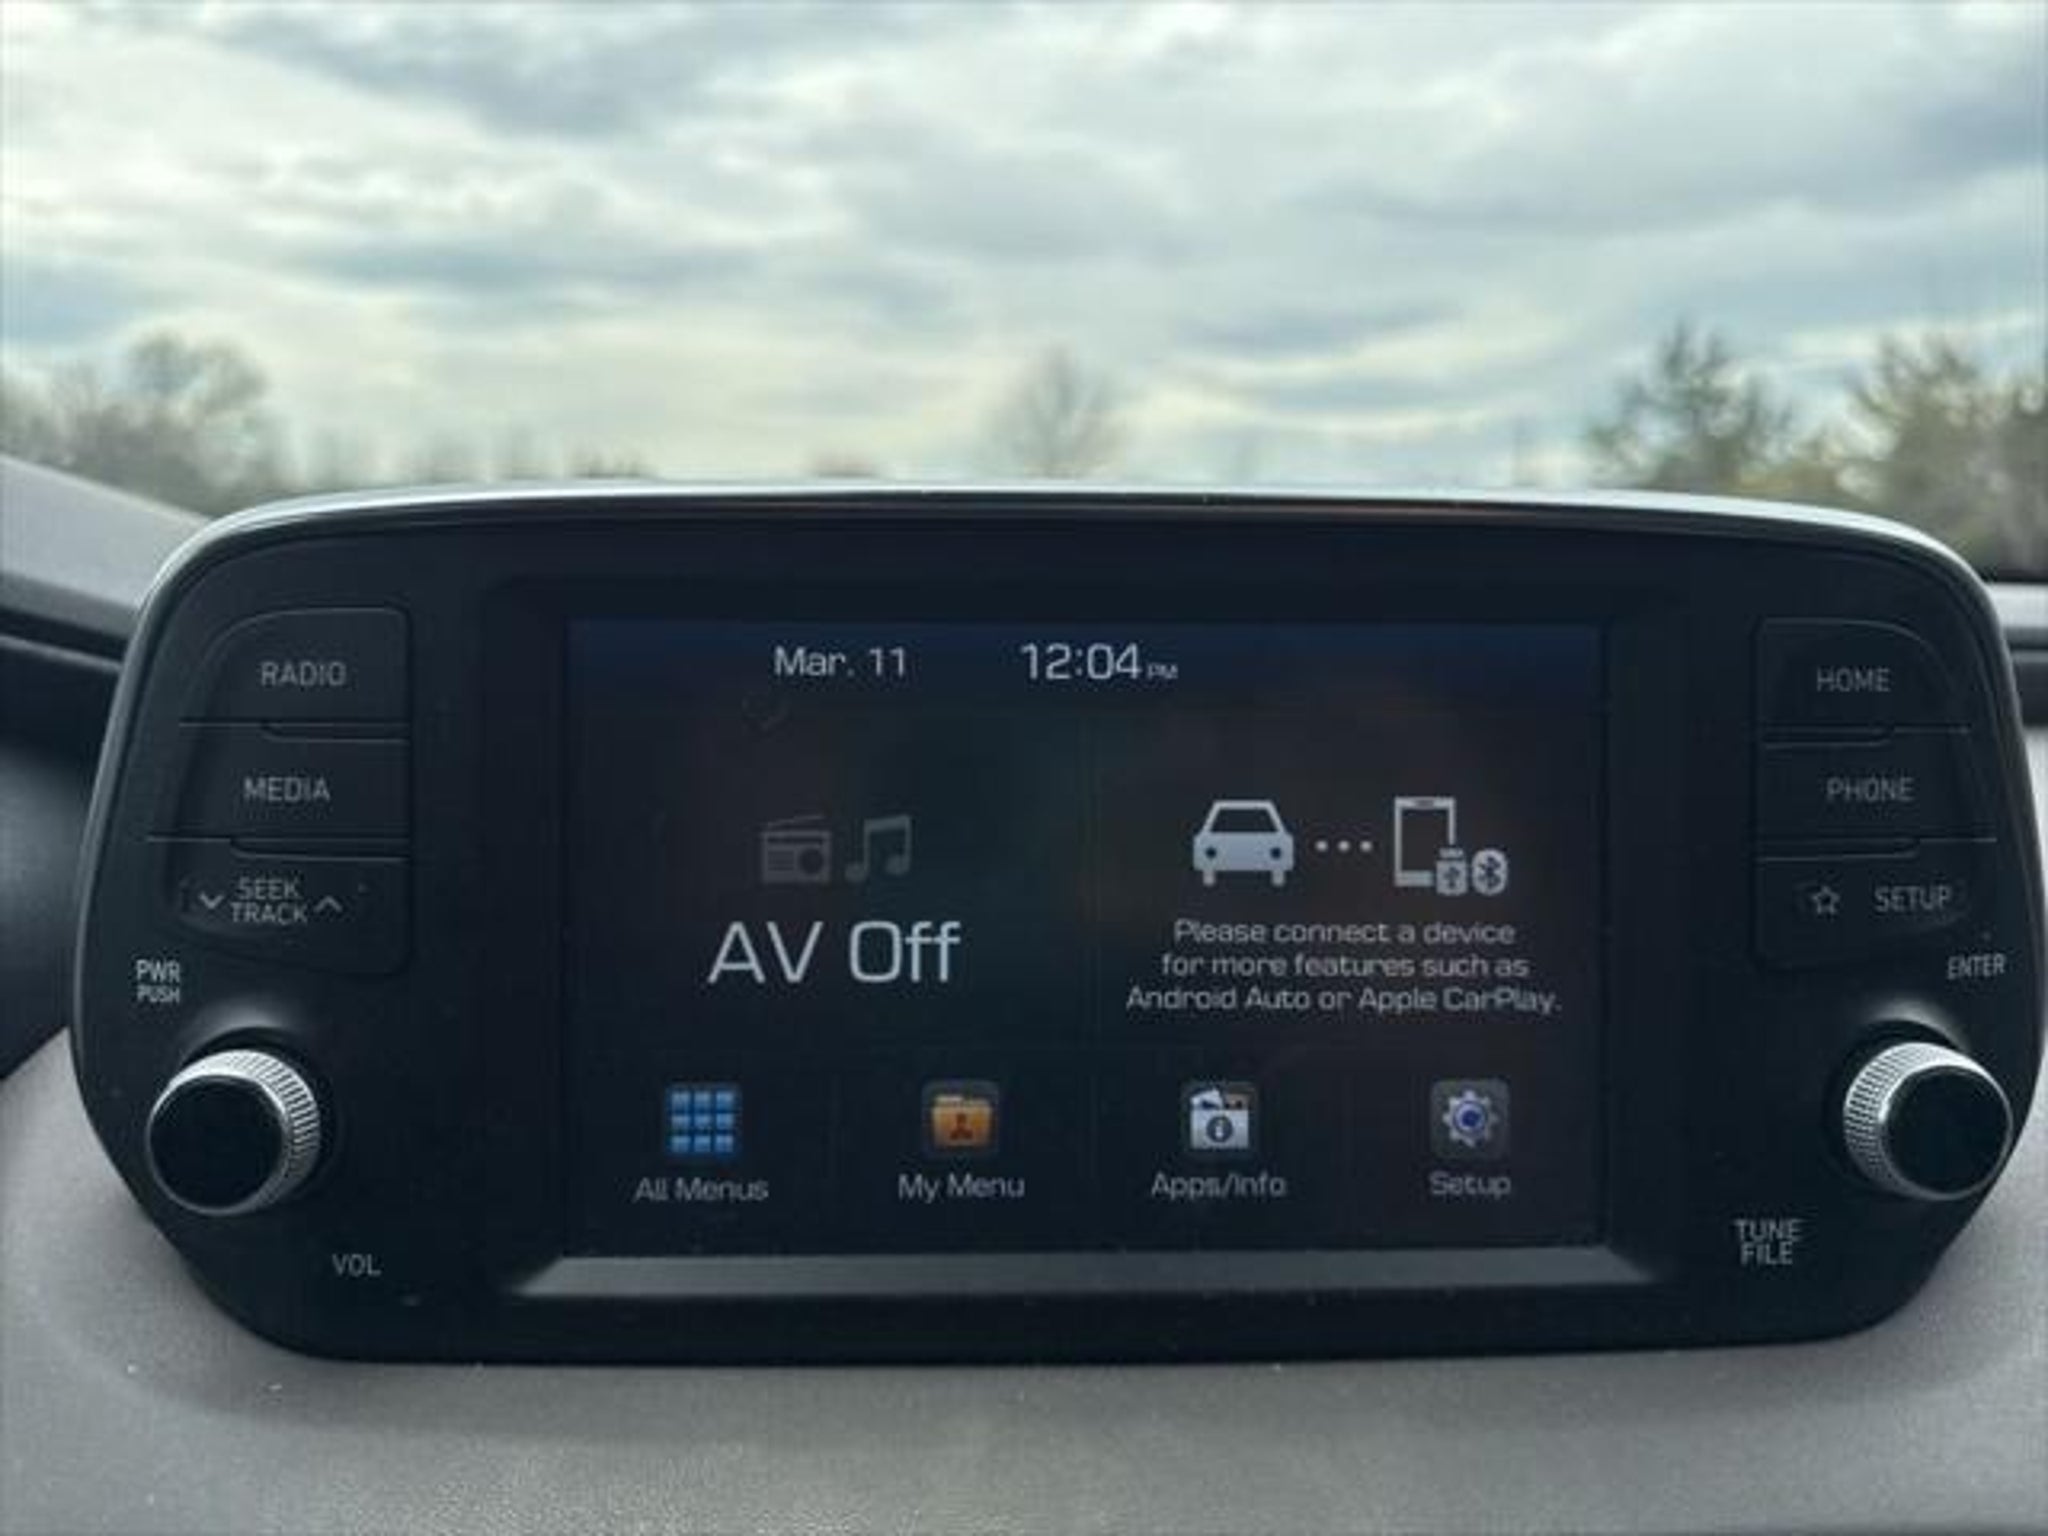 Mar. 11 12:04 PM
RADIO
MEDIA
SEEK
TRACK
PWR
PUSH
VOL
AV Off
Please connect a device
for more features such as
Android Auto or Apple CarPlay.
All Menus
My Menu
Apps/Info
Setup
HOME
PHONE
SETUP
ENTER
TUNE
FILE